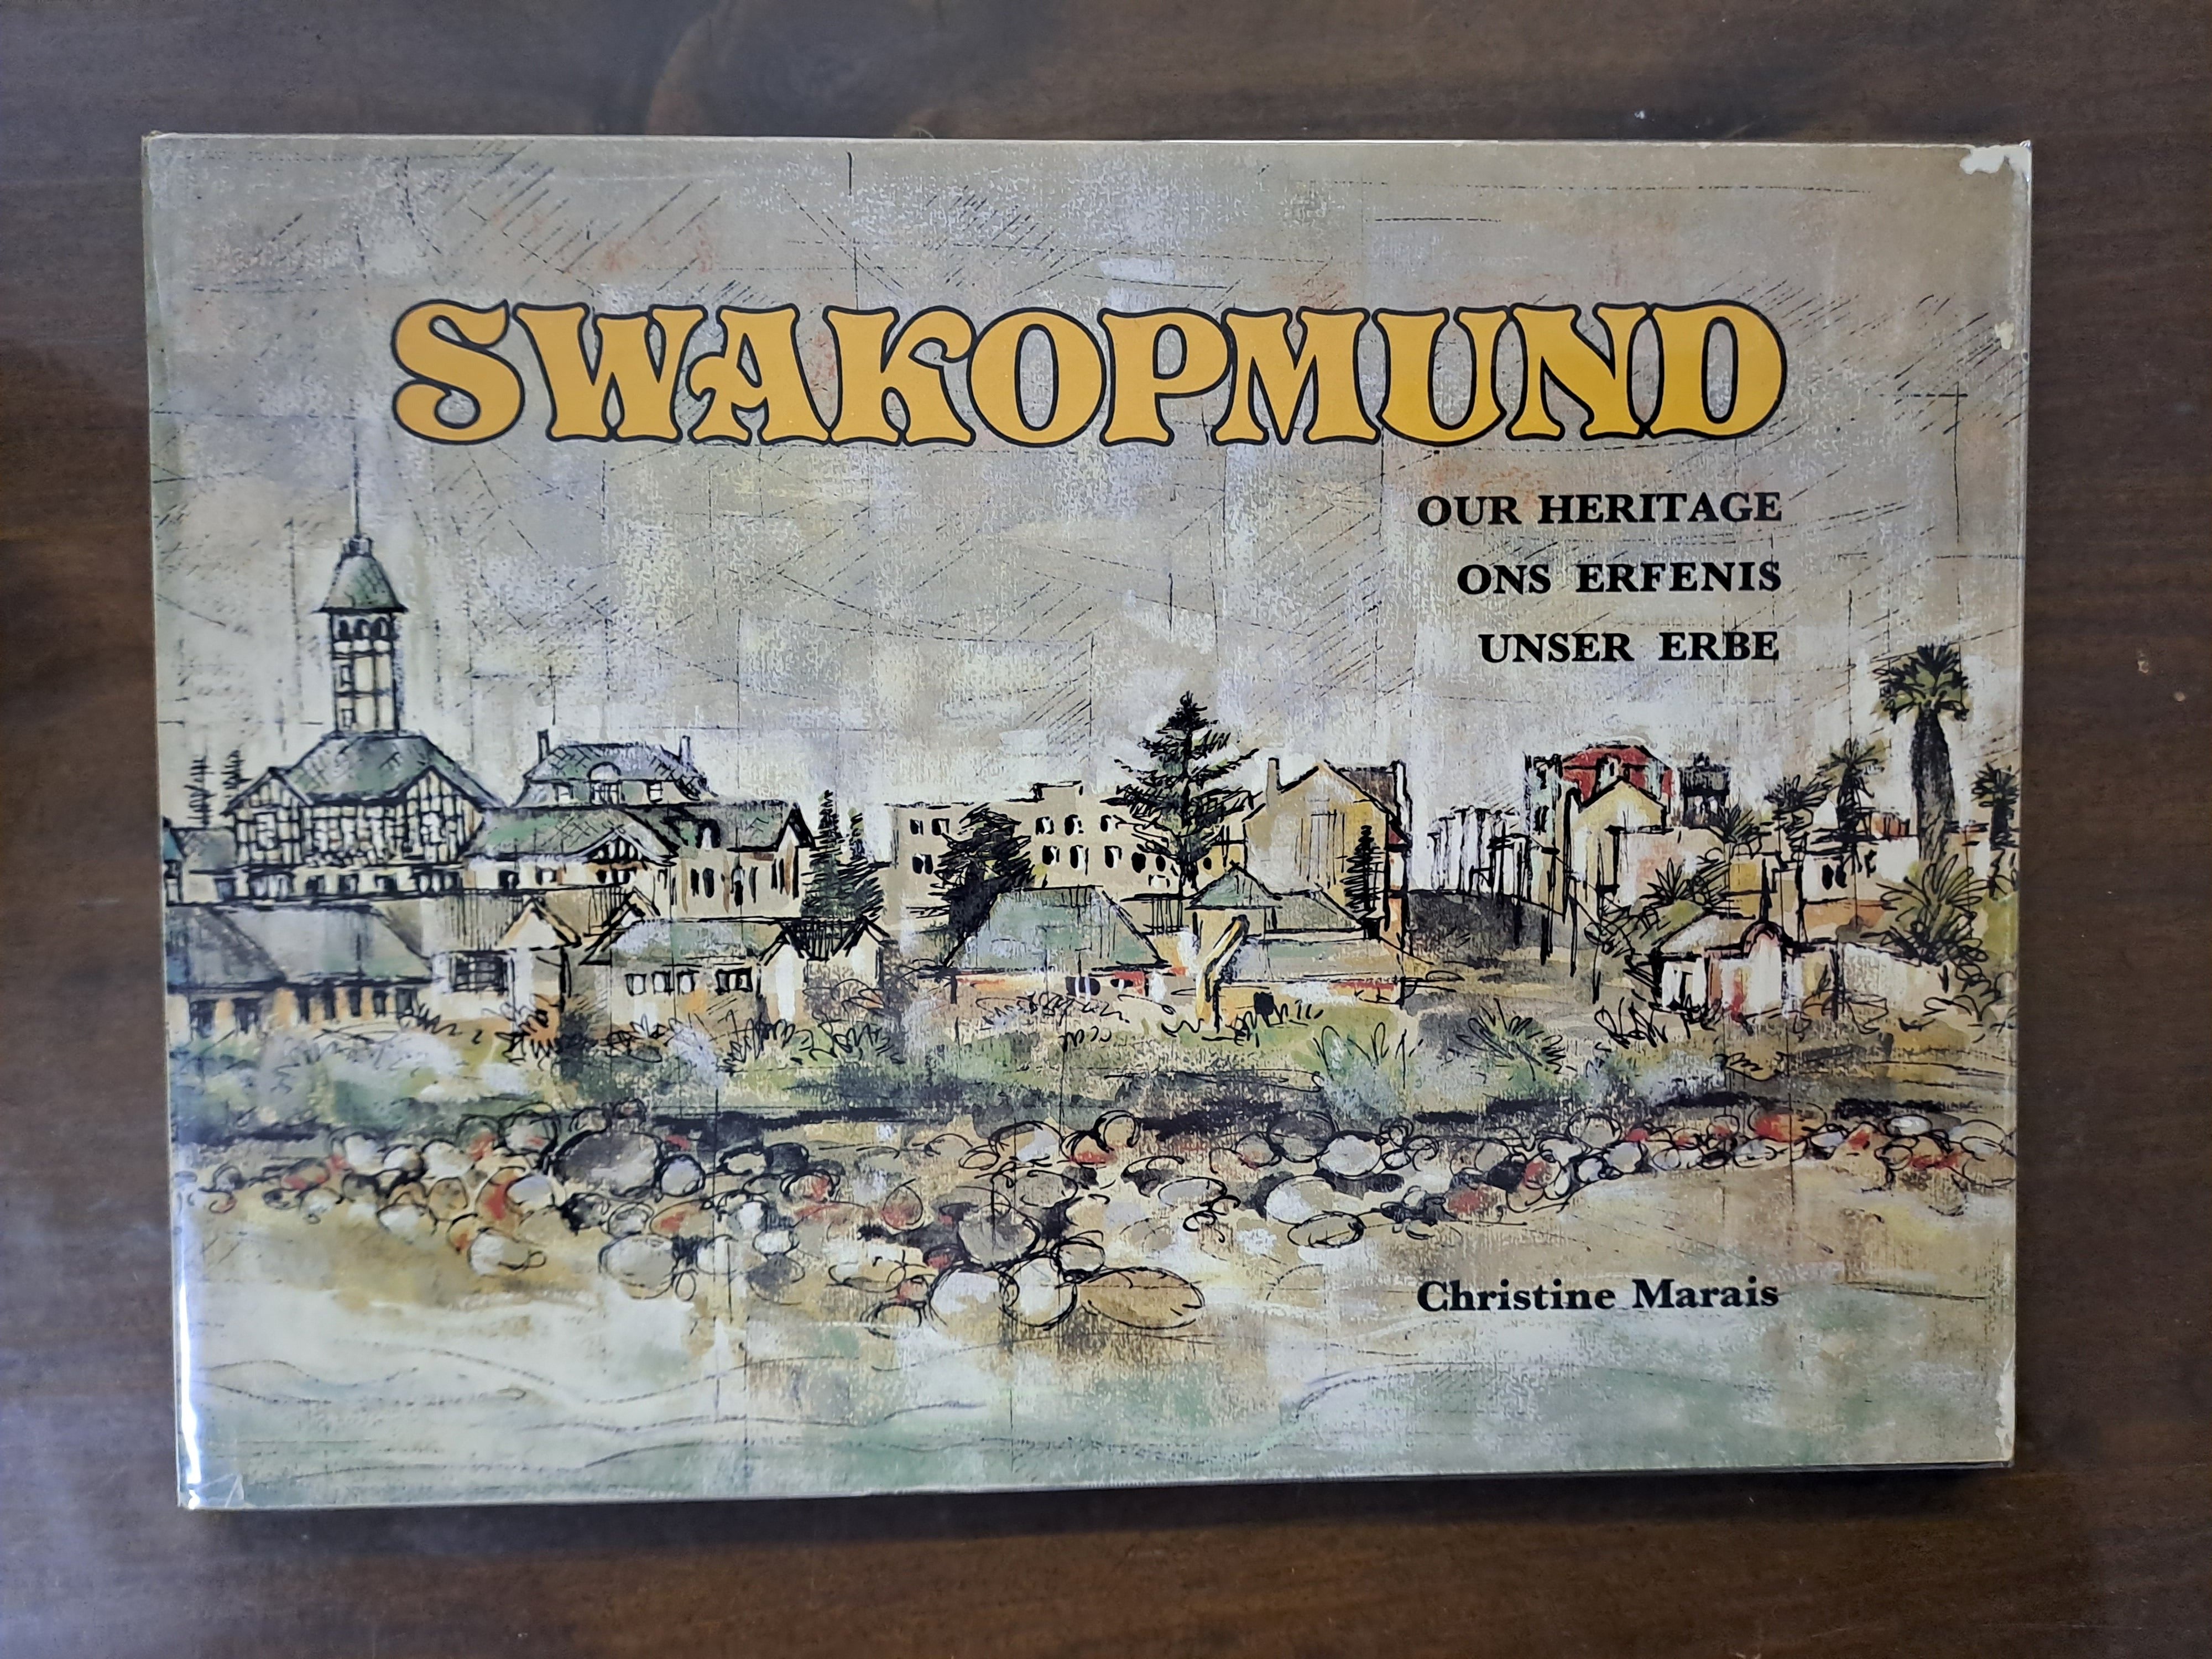 SWAKOPMUND
OUR HERITAGE
ONS ERFENIS
UNSER ERBE
Christine Marais